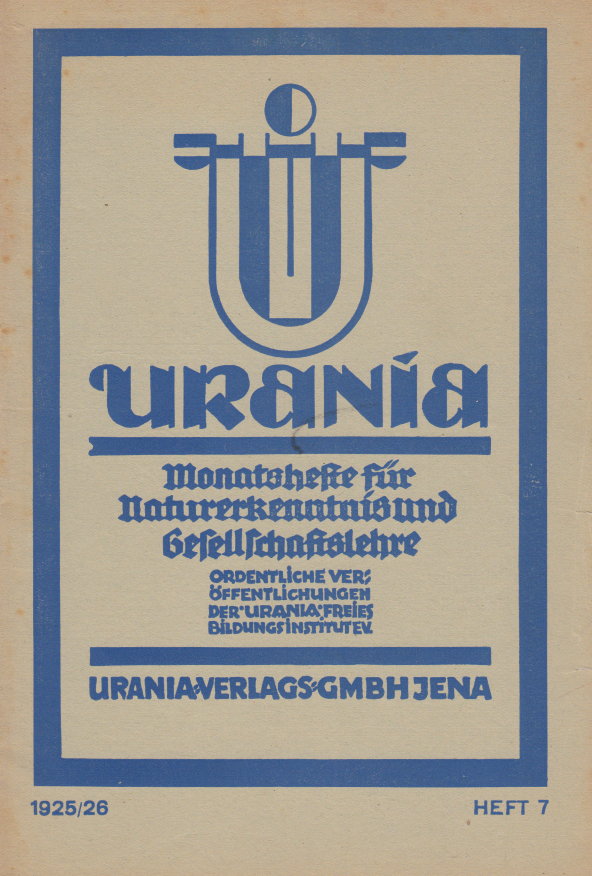 URANIA
Monatshefte für
Naturerkenntnis und
Gesellschaftslehre
ORDENTLICHE VER-
ÖFFENTLICHUNGEN
DER "URANIA" FREIES
BILDUNGSINSTITUT E.V.
URANIA-VERLAGS-GMBH JENA
1925/26
HEFT 7